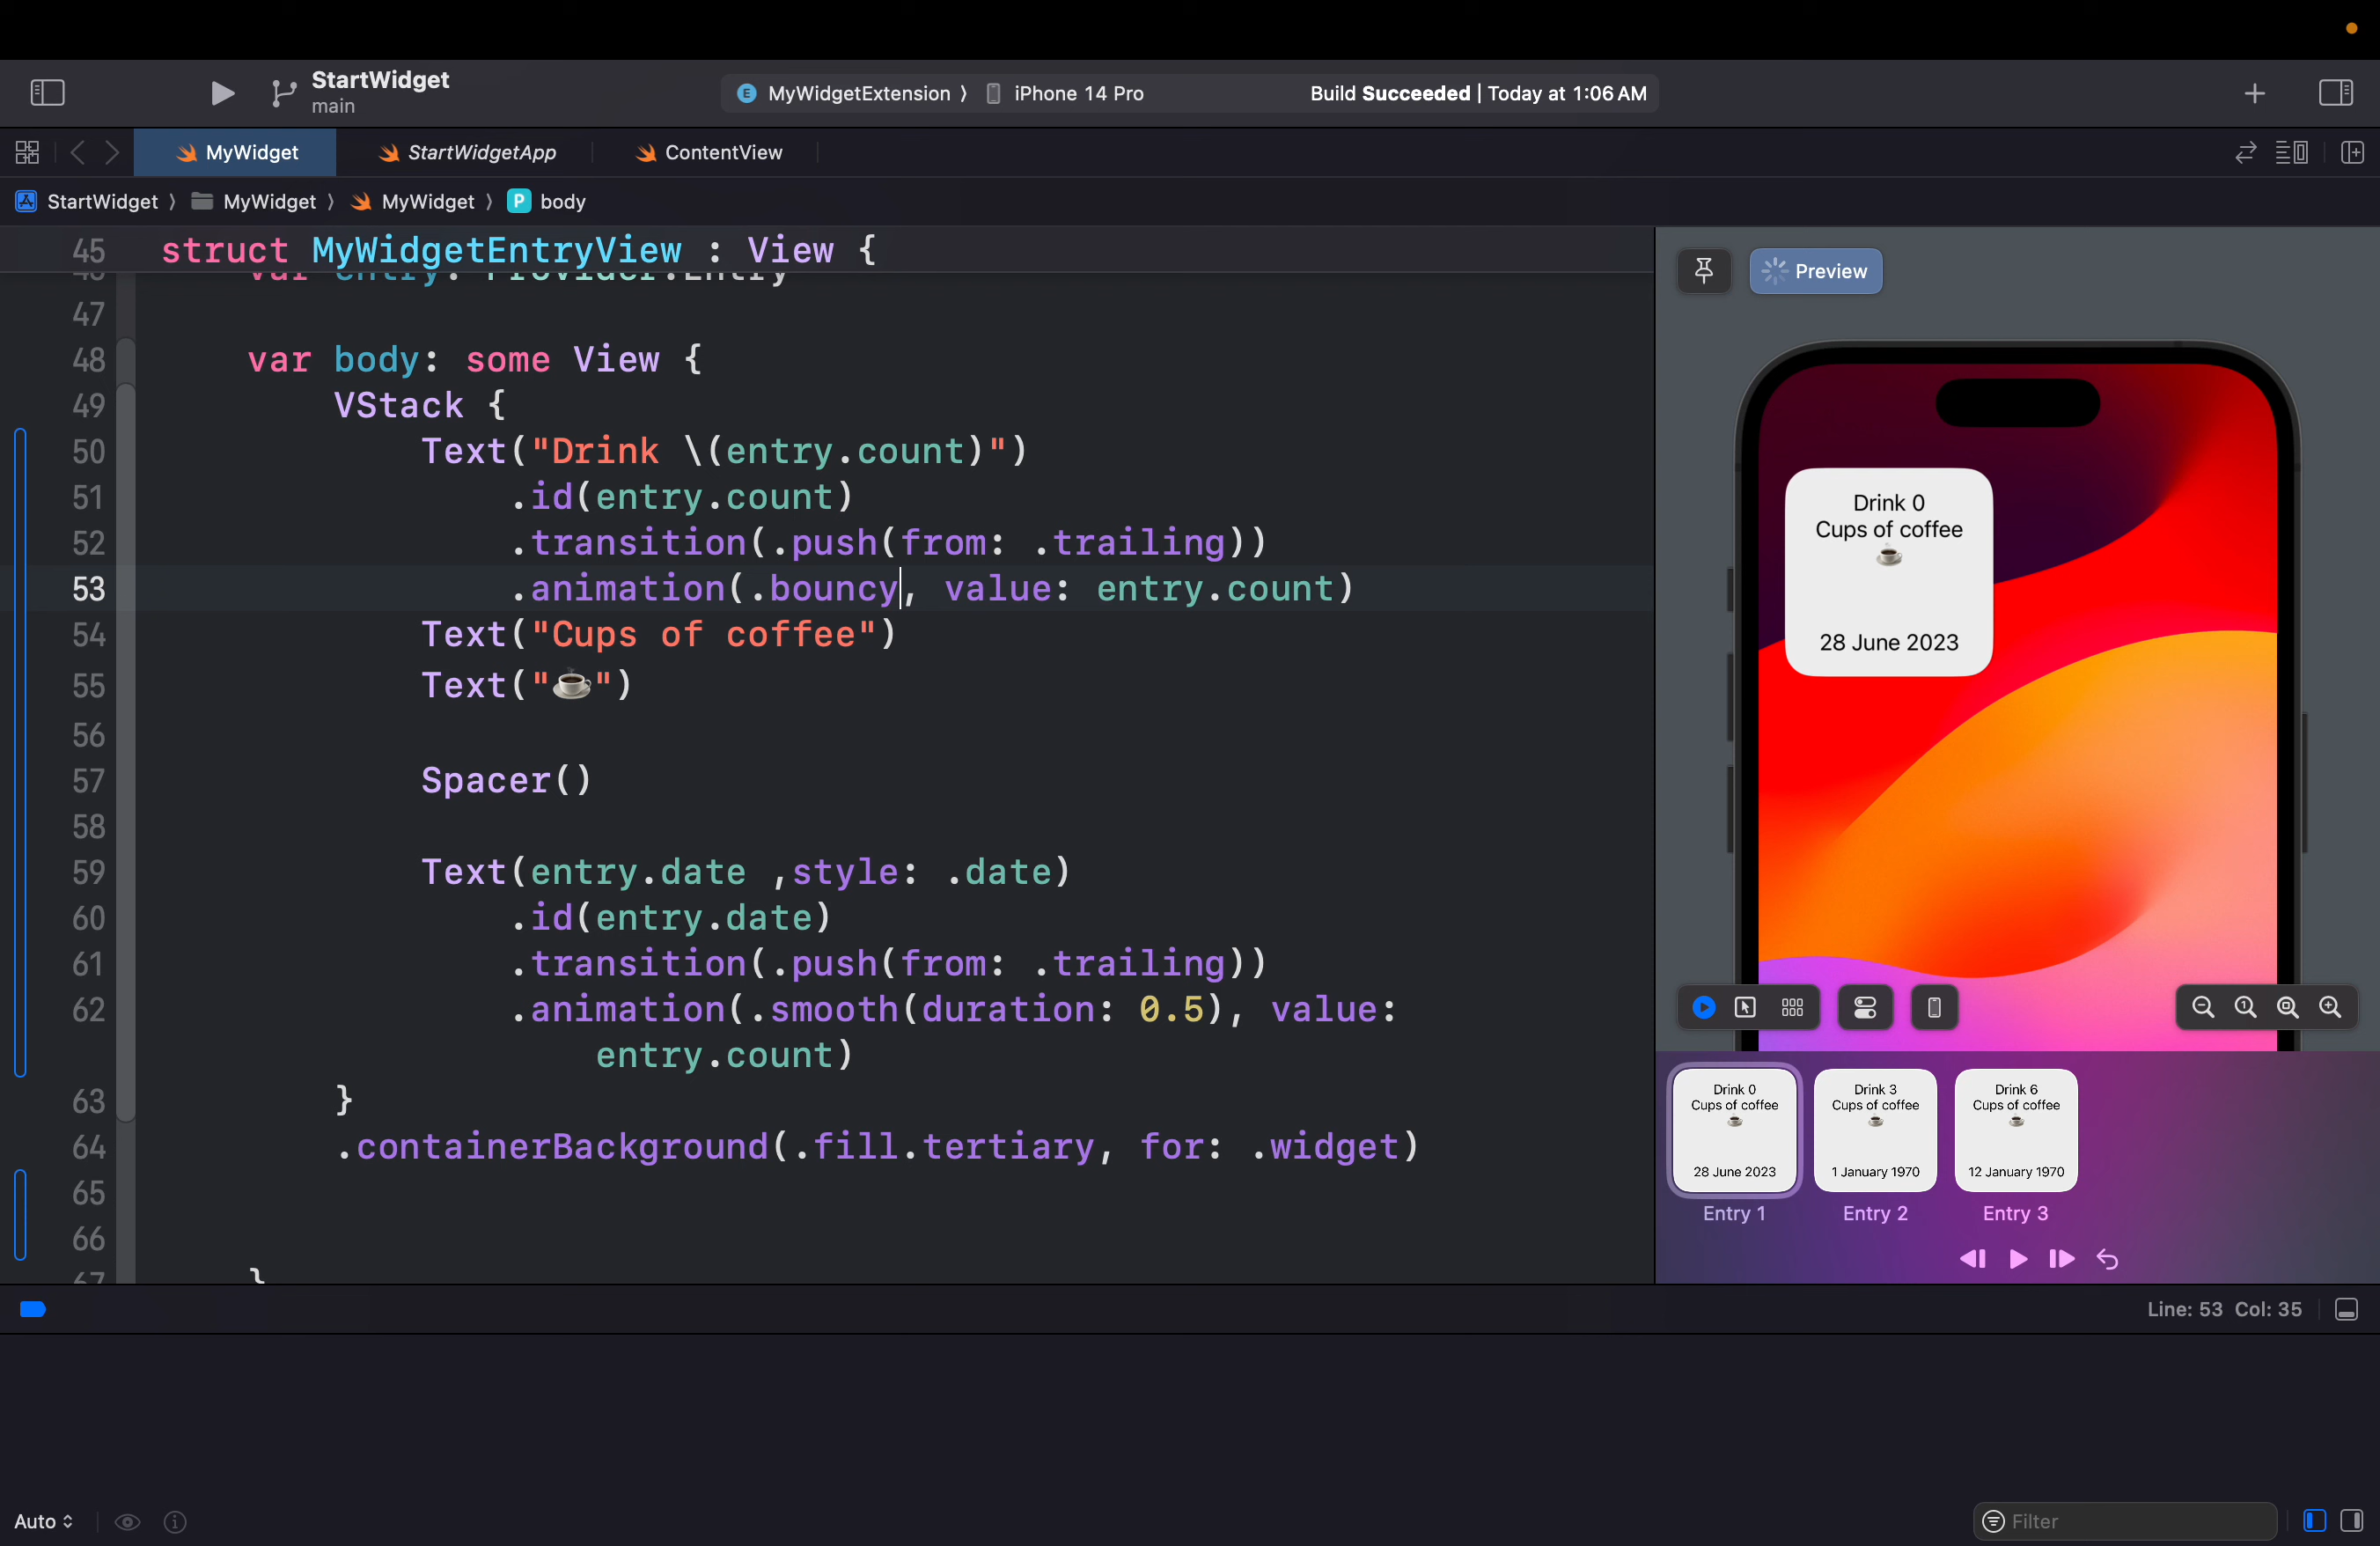 StartWidget
main
MyWidgetExtension 〉 iPhone 14 Pro
Build Succeeded | Today at 1:06 AM
MyWidget
StartWidgetApp
ContentView
StartWidget 〉 MyWidget 〉 MyWidget 〉 P body
45 struct MyWidgetEntryView : View {
46 var entry: Provider.Entry
47
48 var body: some View {
49 VStack {
50 Text("Drink \(entry.count)")
51 .id(entry.count)
52 .transition(.push(from: .trailing))
53 .animation(.bouncy, value: entry.count)
54 Text("Cups of coffee")
55 Text("☕️")
56
57 Spacer()
58
59 Text(entry.date ,style: .date)
60 .id(entry.date)
61 .transition(.push(from: .trailing))
62 .animation(.smooth(duration: 0.5), value:
entry.count)
63 }
64 .containerBackground(.fill.tertiary, for: .widget)
65
66
67 }
Preview
Drink 0
Cups of coffee
☕️
28 June 2023
Drink 0
Cups of coffee
☕️
28 June 2023
Entry 1
Drink 3
Cups of coffee
☕️
1 January 1970
Entry 2
Drink 6
Cups of coffee
☕️
12 January 1970
Entry 3
Line: 53 Col: 35
Auto
Filter